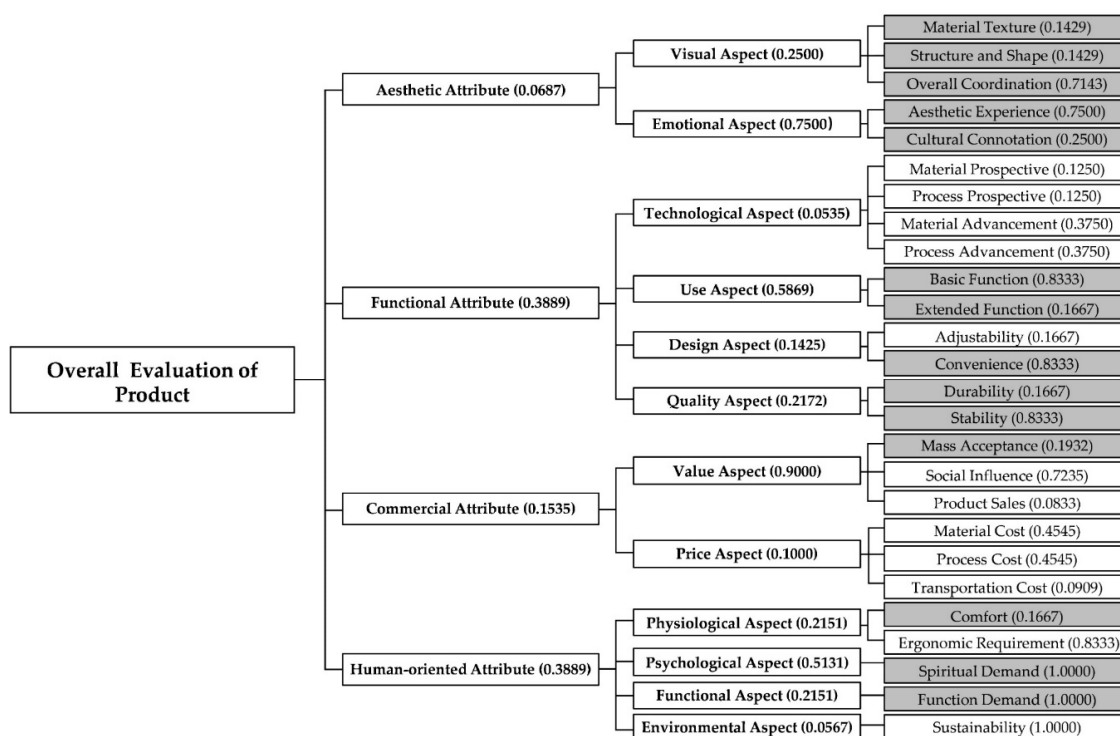 Overall Evaluation of
Product
Aesthetic Attribute (0.0687)
Visual Aspect (0.2500)
Material Texture (0.1429)
Structure and Shape (0.1429)
Overall Coordination (0.7143)
Emotional Aspect (0.7500)
Aesthetic Experience (0.7500)
Cultural Connotation (0.2500)
Functional Attribute (0.3889)
Technological Aspect (0.0535)
Material Prospective (0.1250)
Process Prospective (0.1250)
Material Advancement (0.3750)
Process Advancement (0.3750)
Use Aspect (0.5869)
Basic Function (0.8333)
Extended Function (0.1667)
Design Aspect (0.1425)
Adjustability (0.1667)
Convenience (0.8333)
Quality Aspect (0.2172)
Durability (0.1667)
Stability (0.8333)
Commercial Attribute (0.1535)
Value Aspect (0.9000)
Mass Acceptance (0.1932)
Social Influence (0.7235)
Product Sales (0.0833)
Price Aspect (0.1000)
Material Cost (0.4545)
Process Cost (0.4545)
Transportation Cost (0.0909)
Human-oriented Attribute (0.3889)
Physiological Aspect (0.2151)
Comfort (0.1667)
Ergonomic Requirement (0.8333)
Psychological Aspect (0.5131)
Spiritual Demand (1.0000)
Functional Aspect (0.2151)
Function Demand (1.0000)
Environmental Aspect (0.0567)
Sustainability (1.0000)